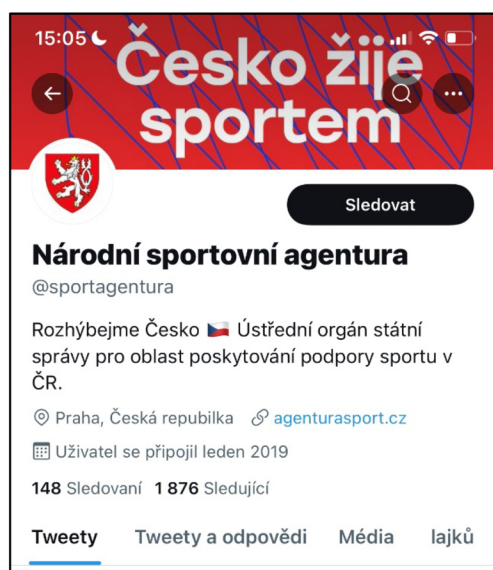 15:05
Česko žije
sportem
Sledovat
Národní sportovní agentura
@sportagentura
Rozhýbejme Česko 🇨🇿 Ústřední orgán státní
správy pro oblast poskytování podpory sportu v
ČR.
Praha, Česká repubilka agenturasport.cz
Uživatel se připojil leden 2019
148 Sledovaní 1 876 Sledující
Tweety Tweety a odpovědi Média lajků